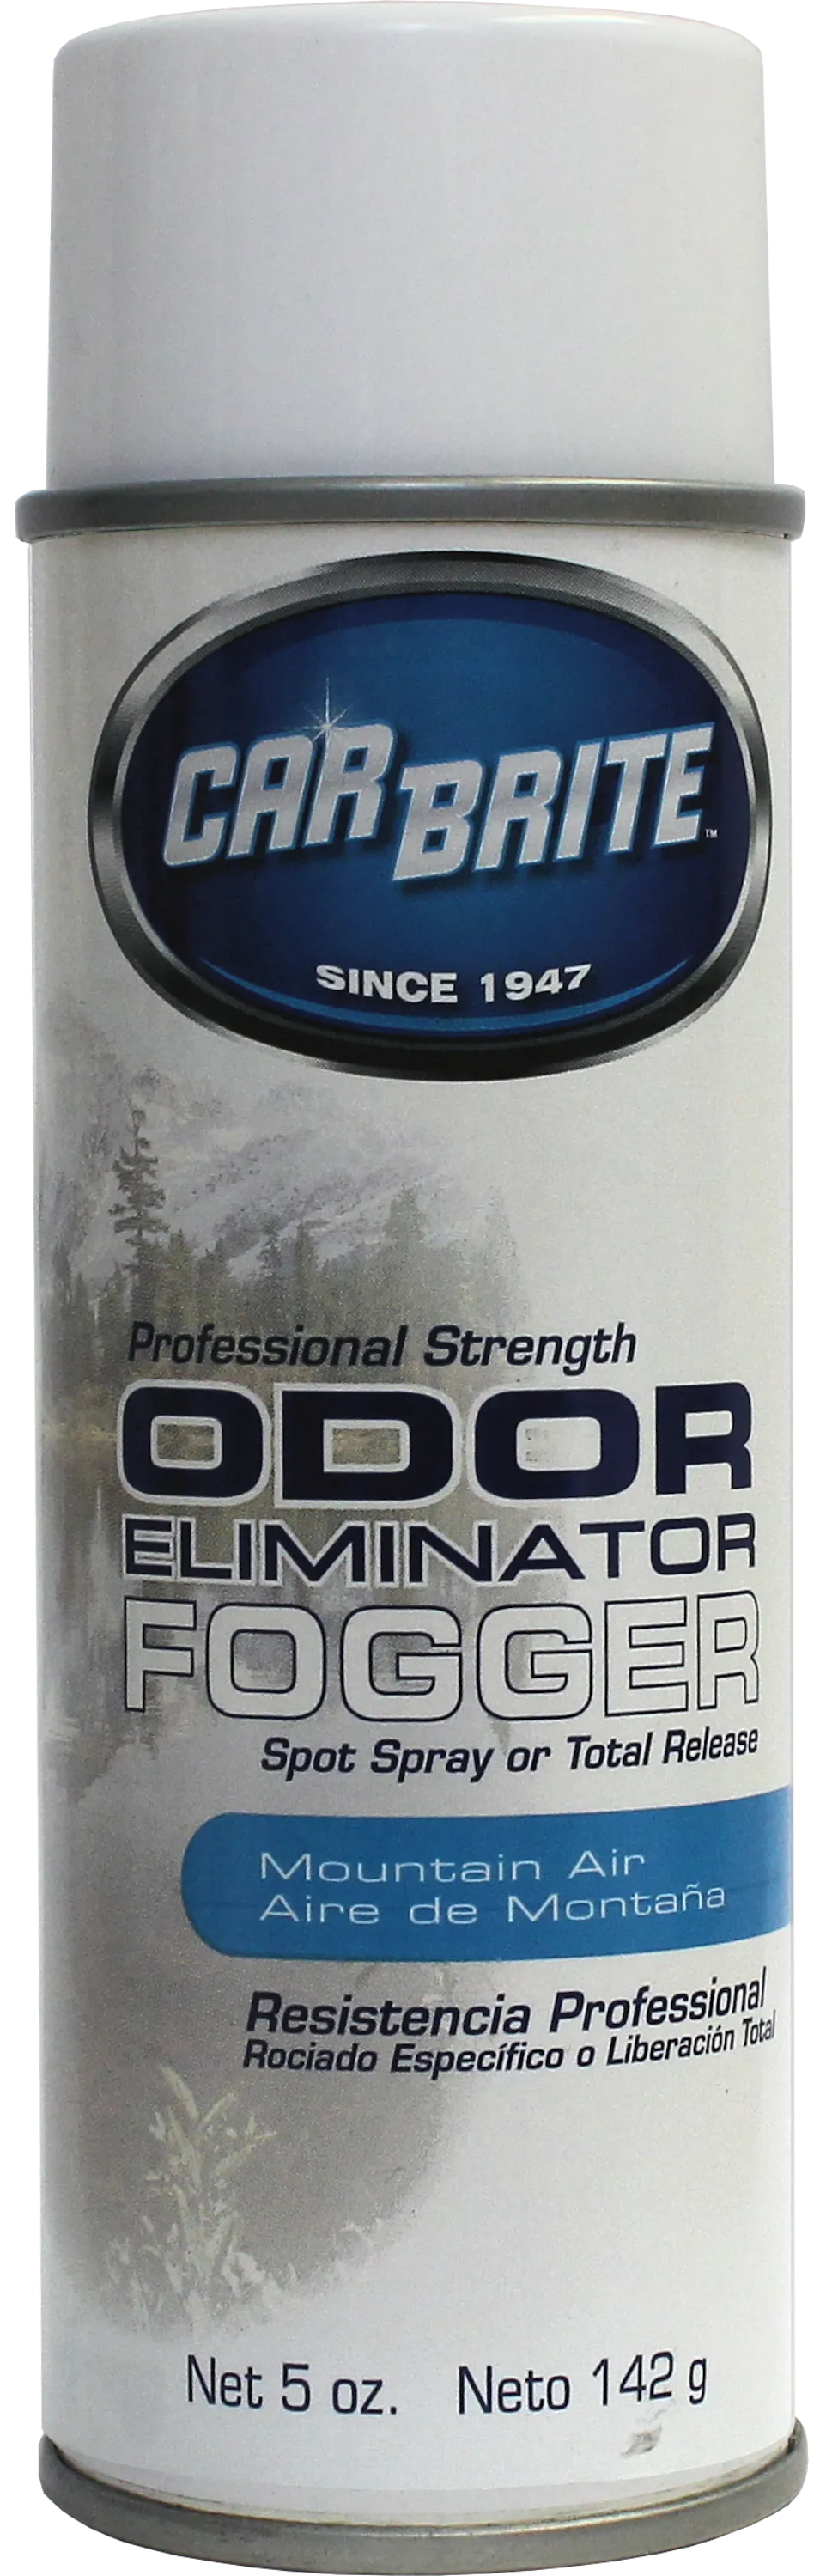 CAR BRITE™
SINCE 1947
Professional Strength
ODOR
ELIMINATOR
FOGGER
Spot Spray or Total Release
Mountain Air
Aire de Montaña
Resistencia Professional
Rociado Específico o Liberación Total
Net 5 oz. Neto 142 g